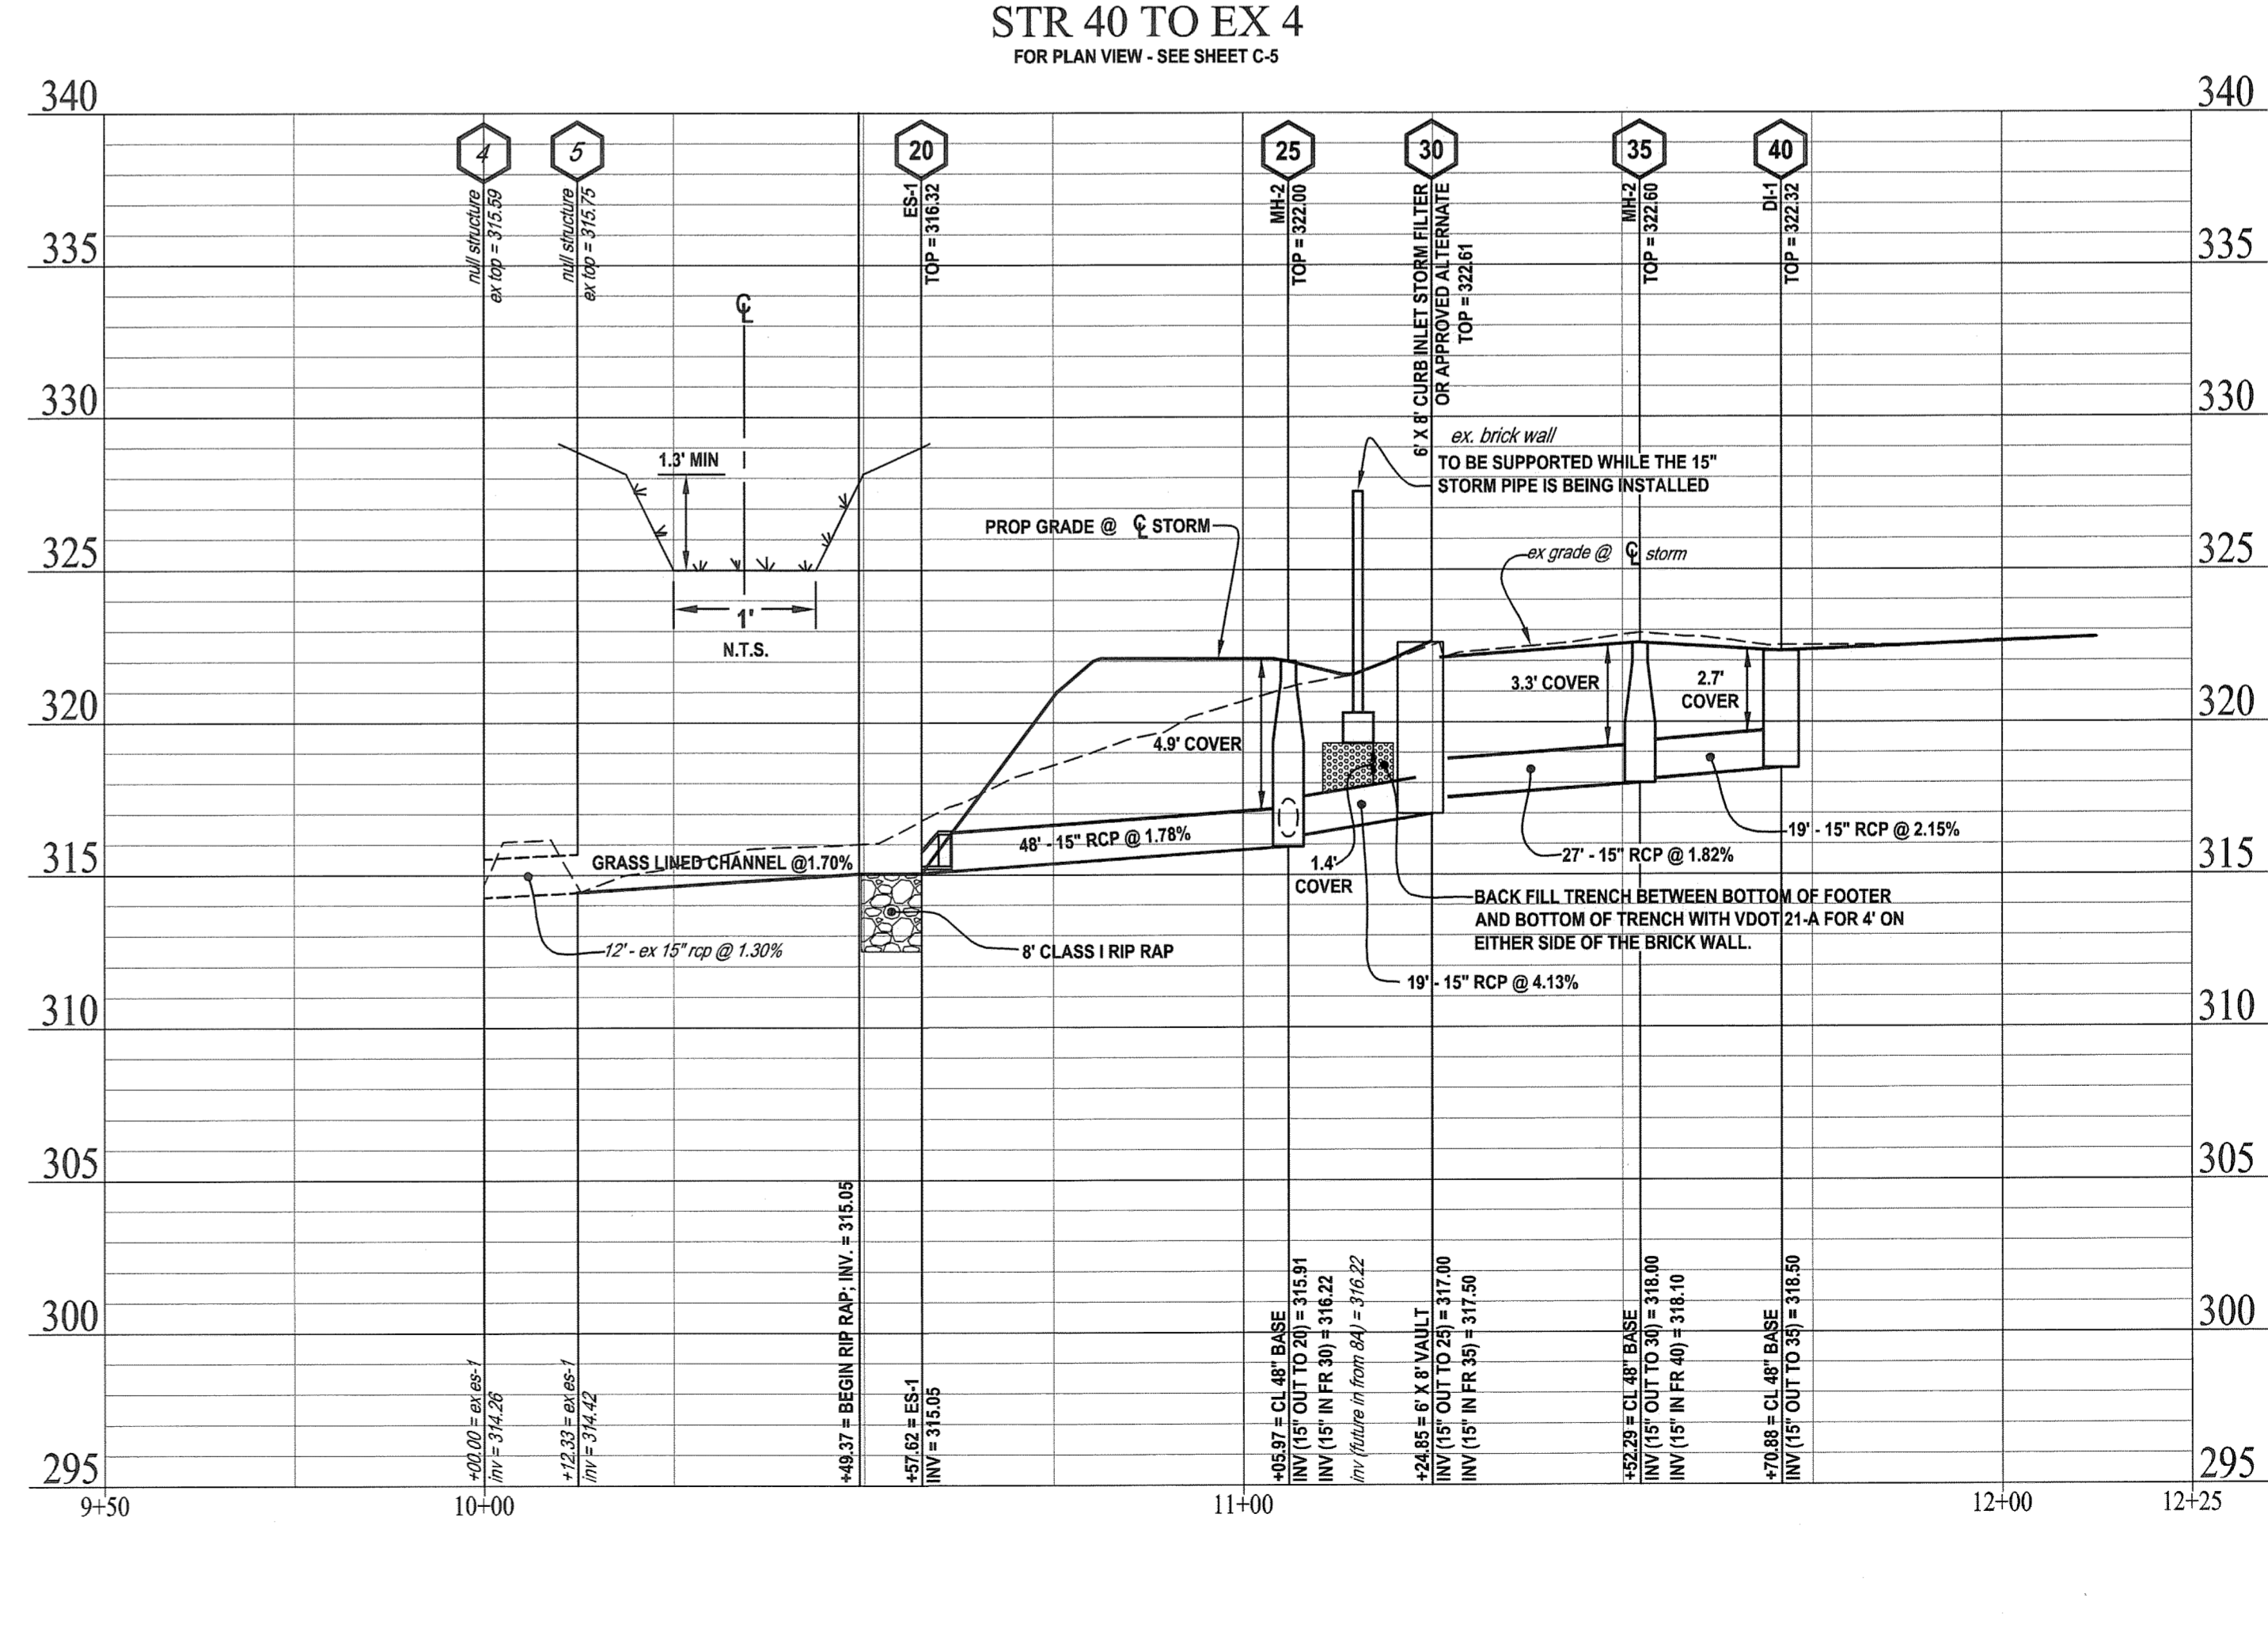 STR 40 TO EX 4
FOR PLAN VIEW - SEE SHEET C-5
340
340
335
335
330
330
325
325
320
320
315
315
310
310
305
305
300
300
295
295
4
null structure
ex top = 315.59
5
null structure
ex top = 315.75
20
ES-1
TOP = 316.32
25
MH-2
TOP = 322.00
30
6' X 8' CURB INLET STORM FILTER
OR APPROVED ALTERNATE
TOP = 322.61
35
MH-2
TOP = 322.60
40
DI-1
TOP = 322.32
CL
1.3' MIN
1'
N.T.S.
ex. brick wall
TO BE SUPPORTED WHILE THE 15"
STORM PIPE IS BEING INSTALLED
PROP GRADE @ CL STORM
ex grade @ CL storm
3.3' COVER
2.7'
COVER
4.9' COVER
48' - 15" RCP @ 1.78%
GRASS LINED CHANNEL @1.70%
19' - 15" RCP @ 2.15%
27' - 15" RCP @ 1.82%
1.4'
COVER
BACK FILL TRENCH BETWEEN BOTTOM OF FOOTER
AND BOTTOM OF TRENCH WITH VDOT 21-A FOR 4' ON
EITHER SIDE OF THE BRICK WALL.
12' - ex 15" rcp @ 1.30%
8' CLASS I RIP RAP
19' - 15" RCP @ 4.13%
+00.00 = ex es-1
inv = 314.26
+12.33 = ex es-1
inv = 314.42
+49.37 = BEGIN RIP RAP; INV. = 315.05
+57.62 = ES-1
INV = 315.05
+05.97 = CL 48" BASE
INV (15" OUT TO 20) = 315.91
INV (15" IN FR 30) = 316.22
inv (future in from 8A) = 316.22
+24.85 = 6' X 8' VAULT
INV (15" OUT TO 25) = 317.00
INV (15" IN FR 35) = 317.50
+52.29 = CL 48" BASE
INV (15" OUT TO 30) = 318.00
INV (15" IN FR 40) = 318.10
+70.88 = CL 48" BASE
INV (15" OUT TO 35) = 318.50
9+50
10+00
11+00
12+00
12+25